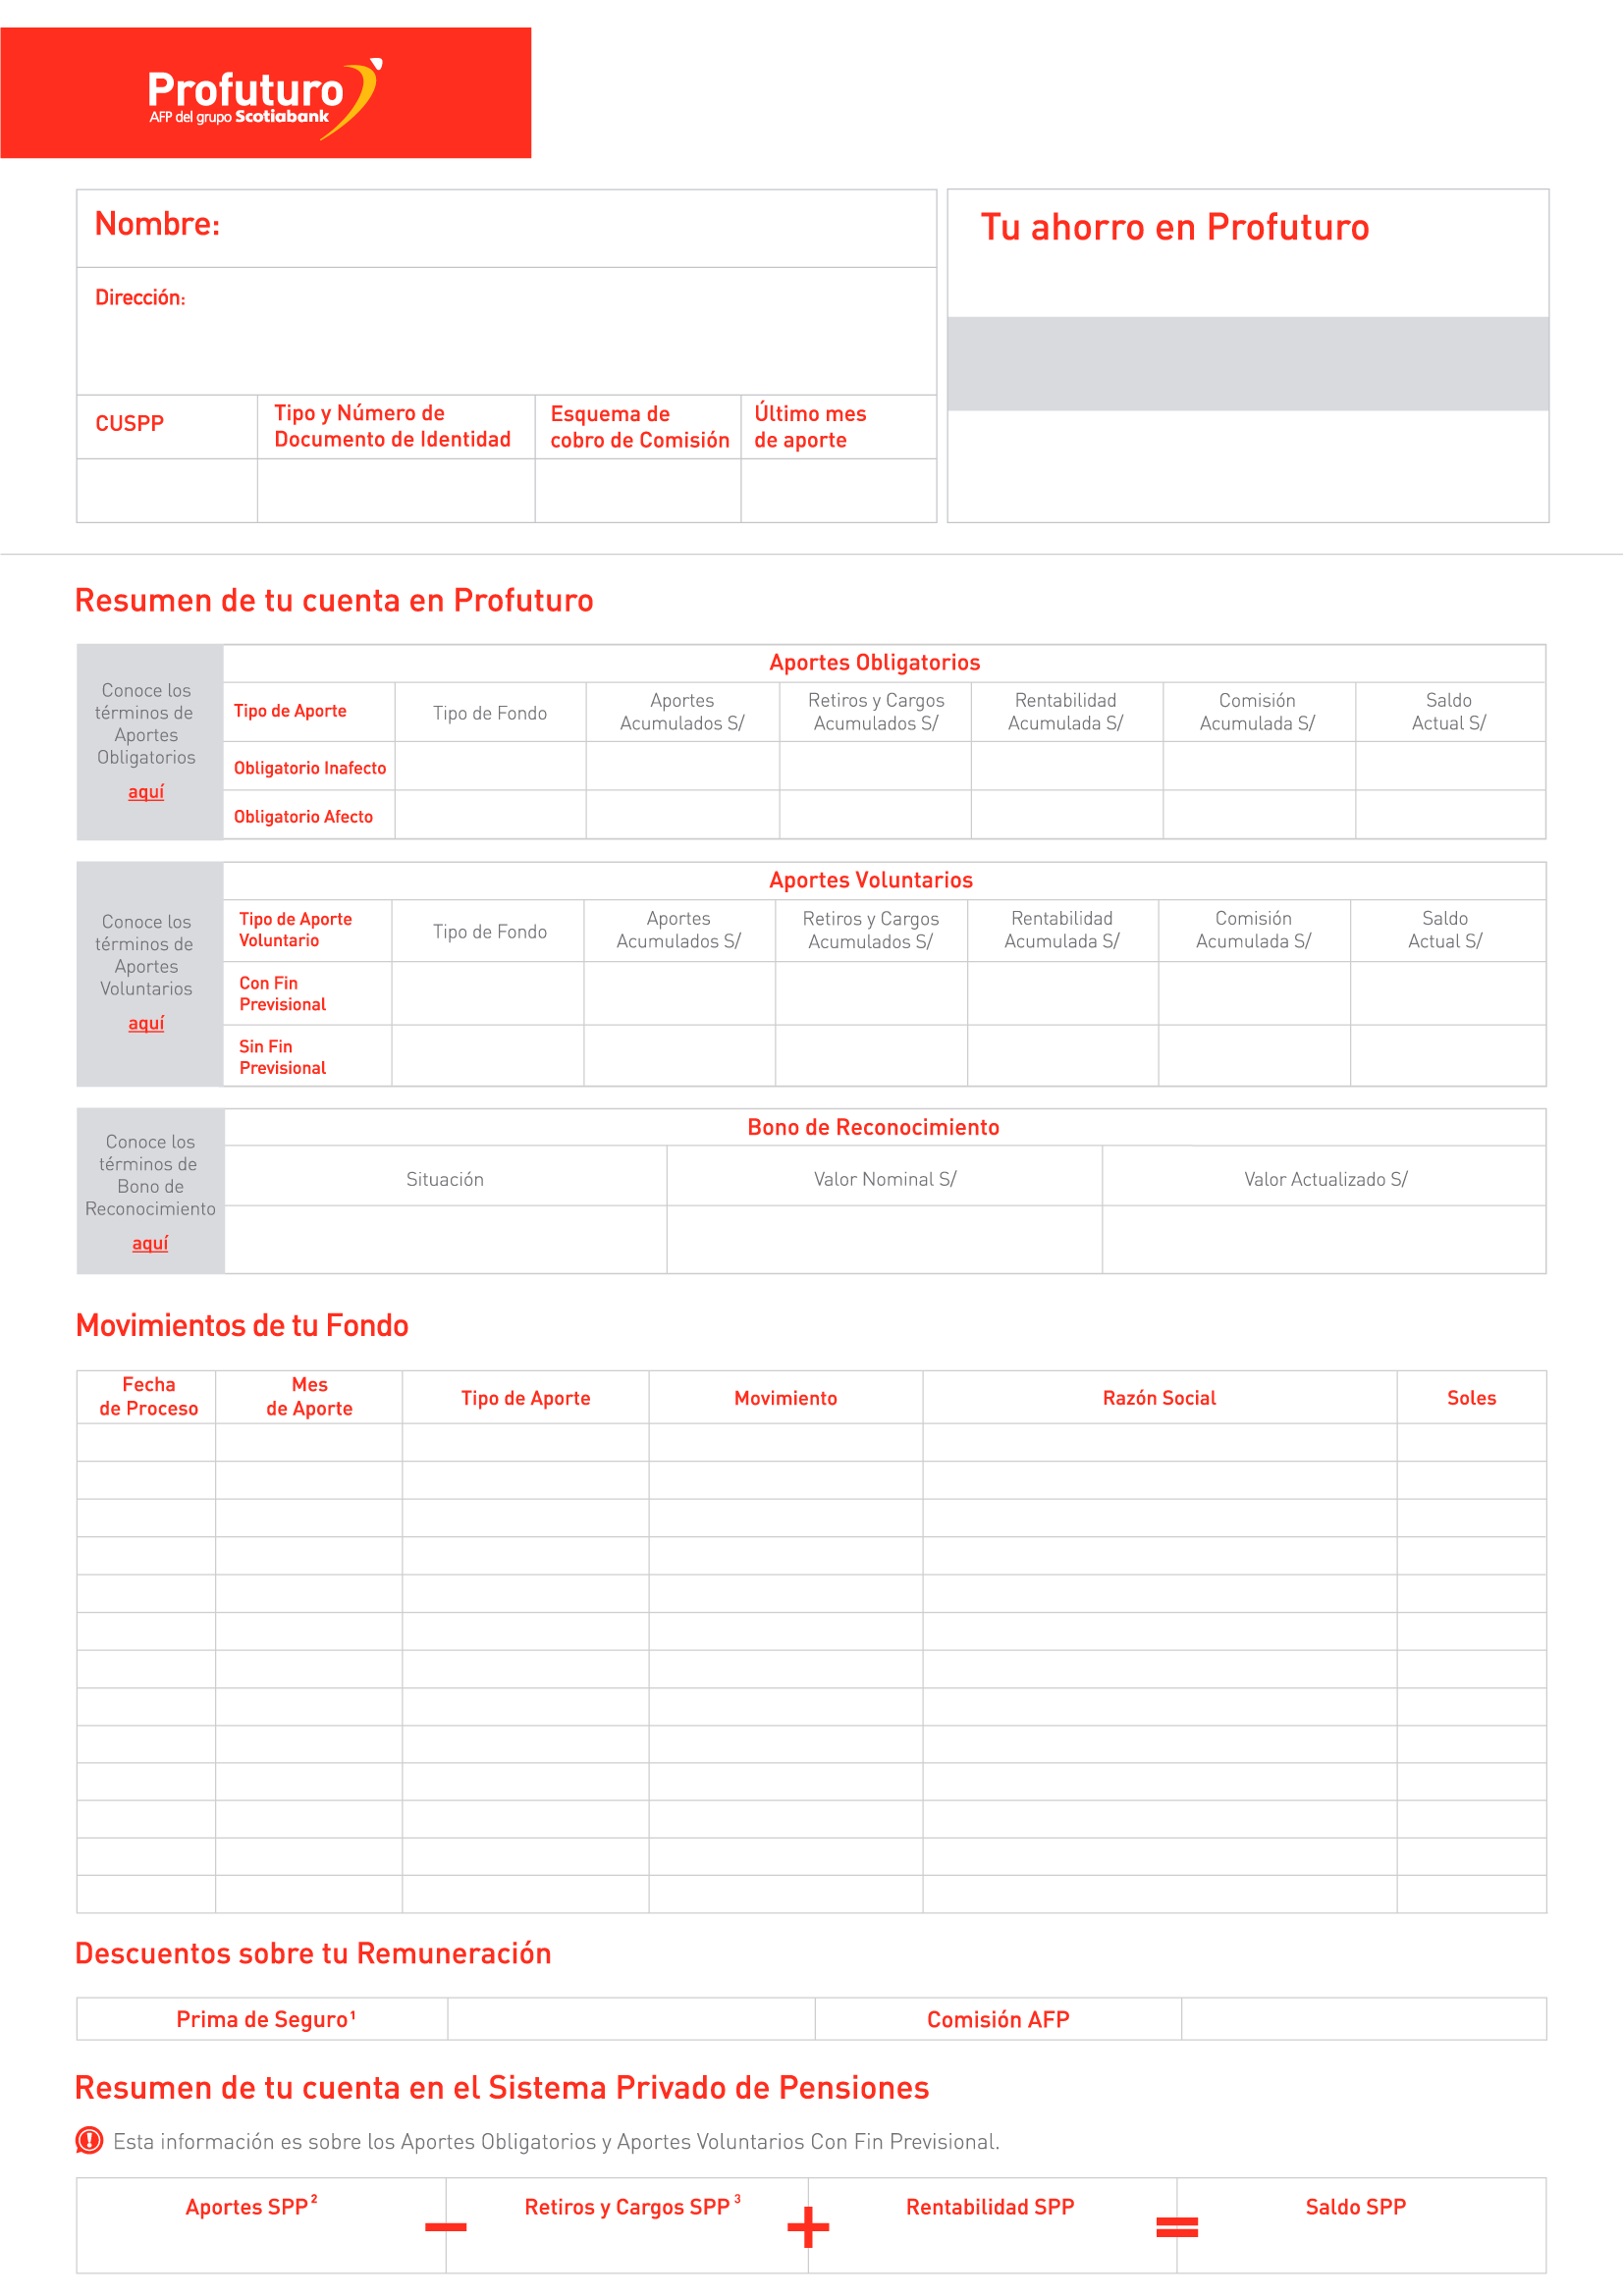 Profuturo
AFP del grupo Scotiabank
Nombre:
Dirección:
CUSPP
Tipo y Número de
Documento de Identidad
Esquema de
cobro de Comisión
Último mes
de aporte
Tu ahorro en Profuturo
Resumen de tu cuenta en Profuturo
Conoce los
términos de
Aportes
Obligatorios
aquí
Aportes Obligatorios
Tipo de Aporte
Tipo de Fondo
Aportes
Acumulados S/
Retiros y Cargos
Acumulados S/
Rentabilidad
Acumulada S/
Comisión
Acumulada S/
Saldo
Actual S/
Obligatorio Inafecto
Obligatorio Afecto
Conoce los
términos de
Aportes
Voluntarios
aquí
Aportes Voluntarios
Tipo de Aporte
Voluntario
Tipo de Fondo
Aportes
Acumulados S/
Retiros y Cargos
Acumulados S/
Rentabilidad
Acumulada S/
Comisión
Acumulada S/
Saldo
Actual S/
Con Fin
Previsional
Sin Fin
Previsional
Conoce los
términos de
Bono de
Reconocimiento
aquí
Bono de Reconocimiento
Situación
Valor Nominal S/
Valor Actualizado S/
Movimientos de tu Fondo
Fecha
de Proceso
Mes
de Aporte
Tipo de Aporte
Movimiento
Razón Social
Soles
Descuentos sobre tu Remuneración
Prima de Seguro¹
Comisión AFP
Resumen de tu cuenta en el Sistema Privado de Pensiones
Esta información es sobre los Aportes Obligatorios y Aportes Voluntarios Con Fin Previsional.
Aportes SPP²
−
Retiros y Cargos SPP³
+
Rentabilidad SPP
=
Saldo SPP